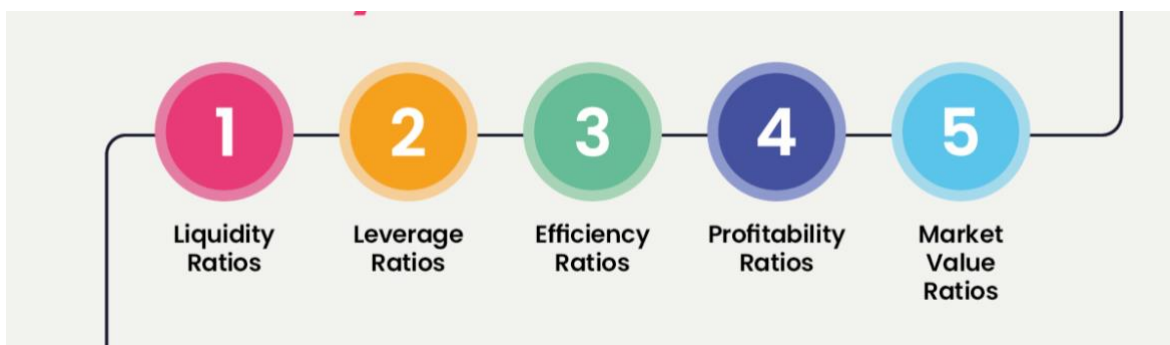 1 2 3 4 5
Liquidity Leverage Efficiency Profitability Market
Ratios Ratios Ratios Ratios Value
Ratios